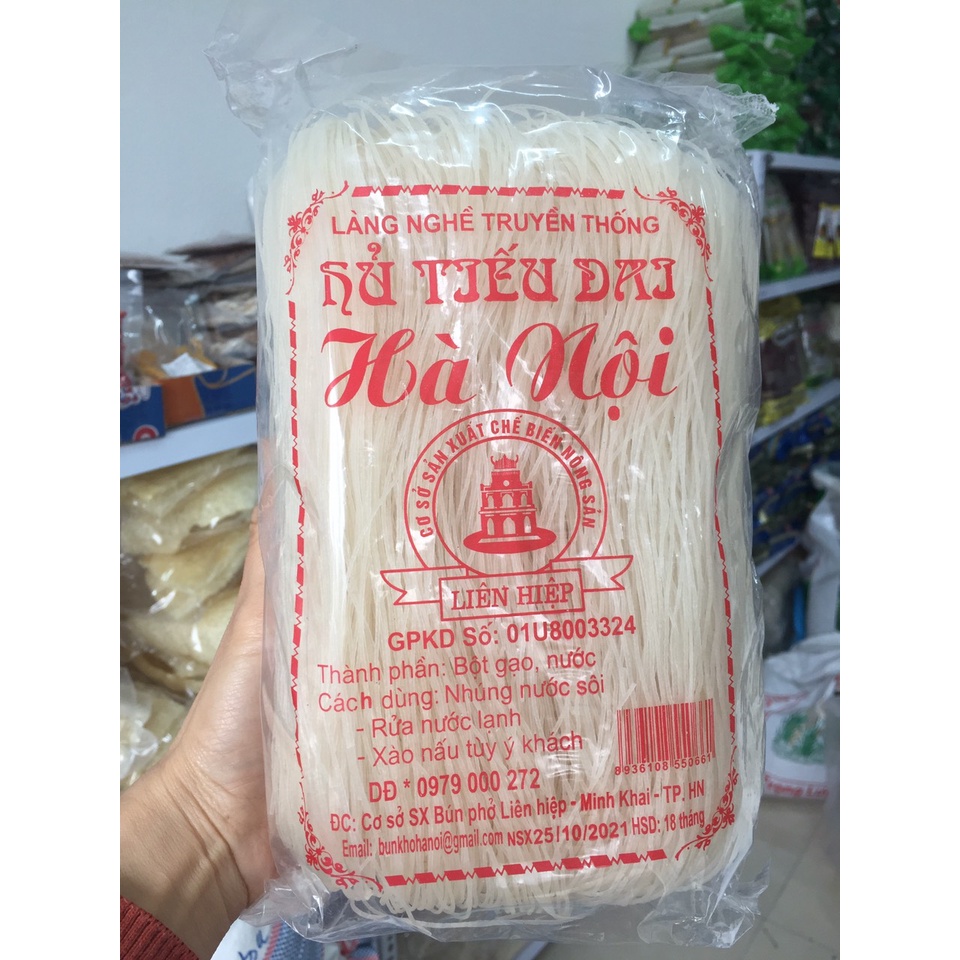 LÀNG NGHỀ TRUYỀN THỐNG
HỦ TIẾU DAI
Hà Nội
CƠ SỞ SẢN XUẤT CHẾ BIẾN NÔNG SẢN
LIÊN HIỆP
GPKD Số: 01U8003324
Thành phần: Bột gạo, nước
Cách dùng: Nhúng nước sôi
- Rửa nước lạnh
- Xào nấu tùy ý khách
8936108 550661
DĐ * 0979 000 272
ĐC: Cơ sở SX Bún phở Liên hiệp - Minh Khai - TP. HN
Email: bunkhohanoi@gmail.com NSX25/10/2021 HSD: 18 tháng